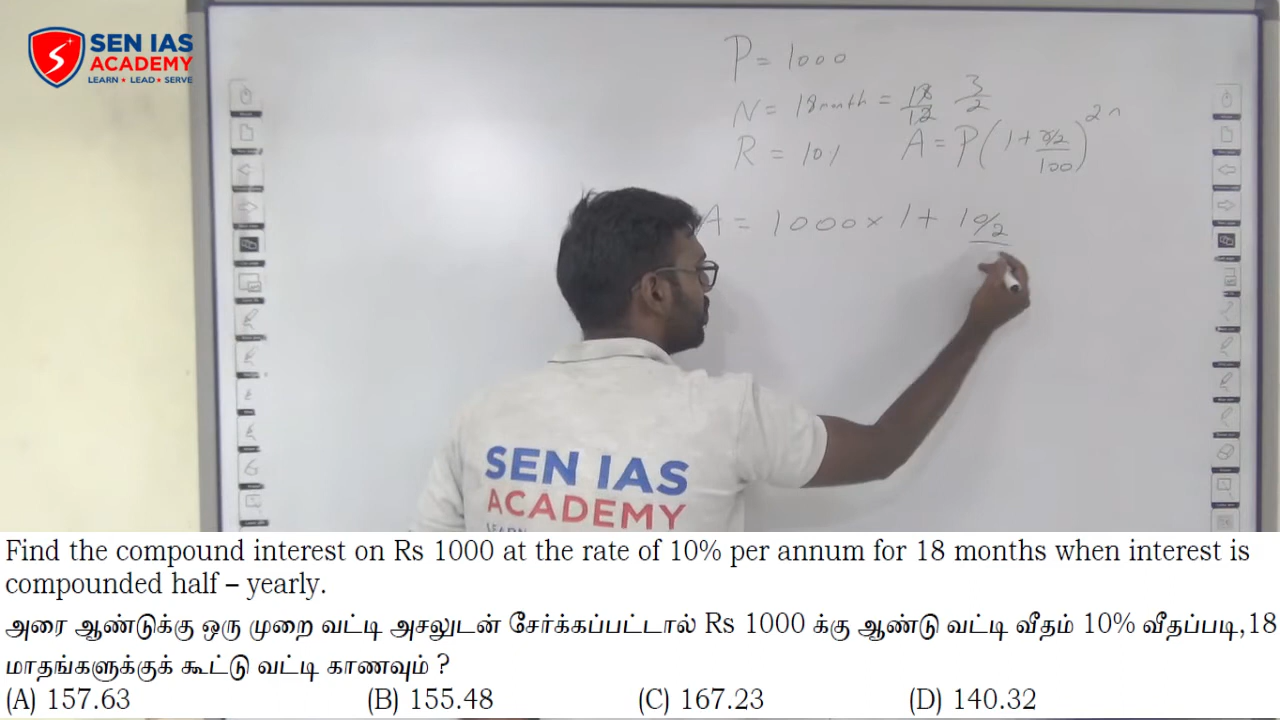 SEN IAS
ACADEMY
LEARN ★ LEAD ★ SERVE
P = 1000
N = 18month = 18/12 3/2
R = 10% A = P(1 + r/2/100)^2n
A = 1000 × 1 + 10/2
SEN IAS
ACADEMY
Find the compound interest on Rs 1000 at the rate of 10% per annum for 18 months when interest is
compounded half – yearly.
அரை ஆண்டுக்கு ஒரு முறை வட்டி அசலுடன் சேர்க்கப்பட்டால் Rs 1000 க்கு ஆண்டு வட்டி வீதம் 10% வீதப்படி,18
மாதங்களுக்குக் கூட்டு வட்டி காணவும் ?
(A) 157.63 (B) 155.48 (C) 167.23 (D) 140.32